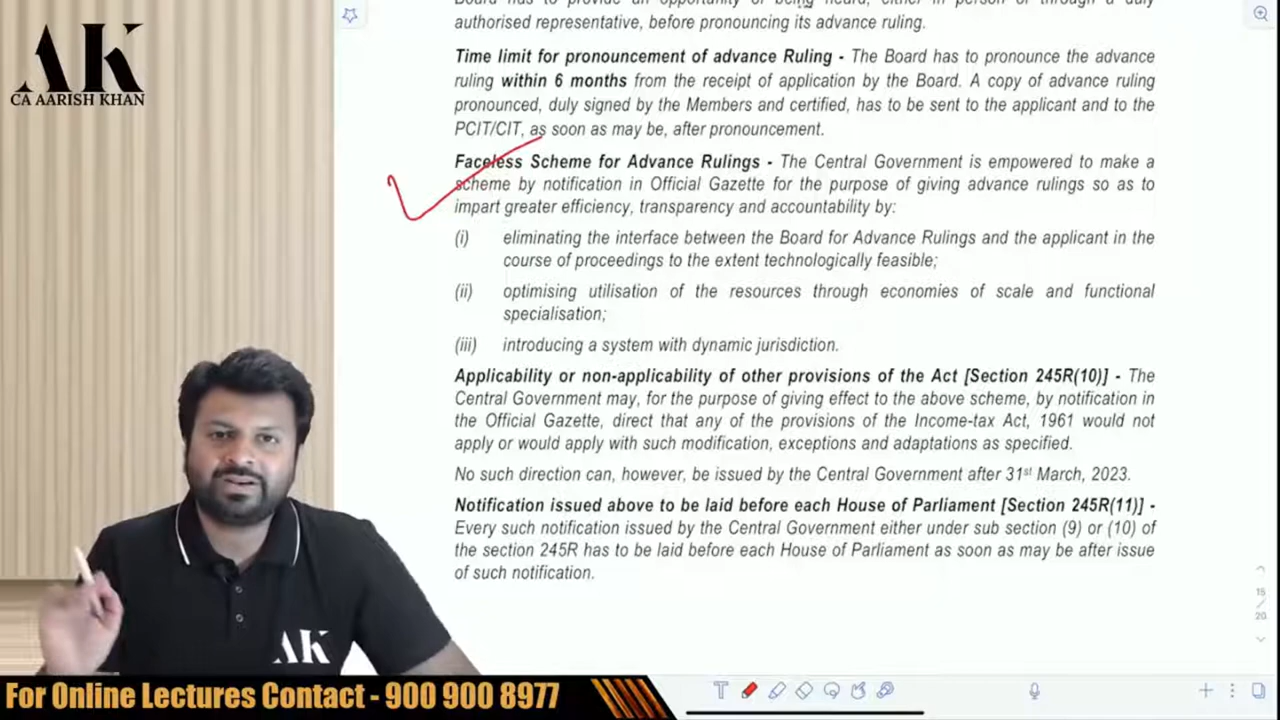 Board has to provide an opportunity of being heard, either in person or through a duly
authorised representative, before pronouncing its advance ruling.
Time limit for pronouncement of advance Ruling - The Board has to pronounce the advance
ruling within 6 months from the receipt of application by the Board. A copy of advance ruling
pronounced, duly signed by the Members and certified, has to be sent to the applicant and to the
PCIT/CIT, as soon as may be, after pronouncement.
Faceless Scheme for Advance Rulings - The Central Government is empowered to make a
scheme by notification in Official Gazette for the purpose of giving advance rulings so as to
impart greater efficiency, transparency and accountability by:
(i) eliminating the interface between the Board for Advance Rulings and the applicant in the
course of proceedings to the extent technologically feasible;
(ii) optimising utilisation of the resources through economies of scale and functional
specialisation;
(iii) introducing a system with dynamic jurisdiction.
Applicability or non-applicability of other provisions of the Act [Section 245R(10)] - The
Central Government may, for the purpose of giving effect to the above scheme, by notification in
the Official Gazette, direct that any of the provisions of the Income-tax Act, 1961 would not
apply or would apply with such modification, exceptions and adaptations as specified.
No such direction can, however, be issued by the Central Government after 31st March, 2023.
Notification issued above to be laid before each House of Parliament [Section 245R(11)] -
Every such notification issued by the Central Government either under sub section (9) or (10) of
the section 245R has to be laid before each House of Parliament as soon as may be after issue
of such notification.
AK
CA AARISH KHAN
AK
15
/
20
For Online Lectures Contact - 900 900 8977
T